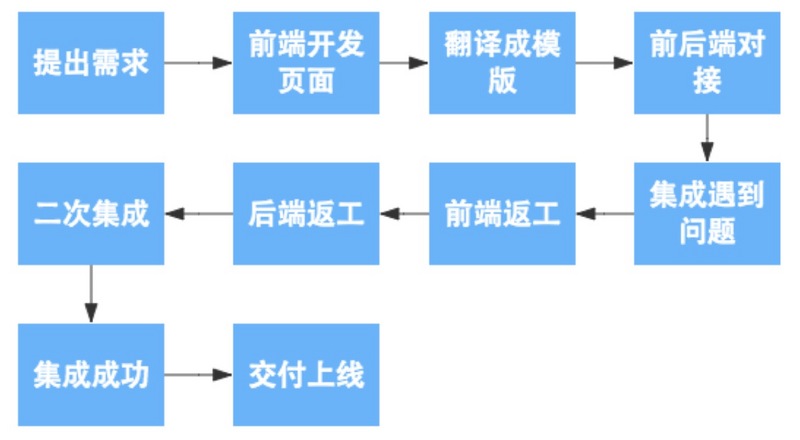 提出需求
前端开发
页面
翻译成模
版
前后端对
接
集成遇到
问题
前端返工
后端返工
二次集成
集成成功
交付上线